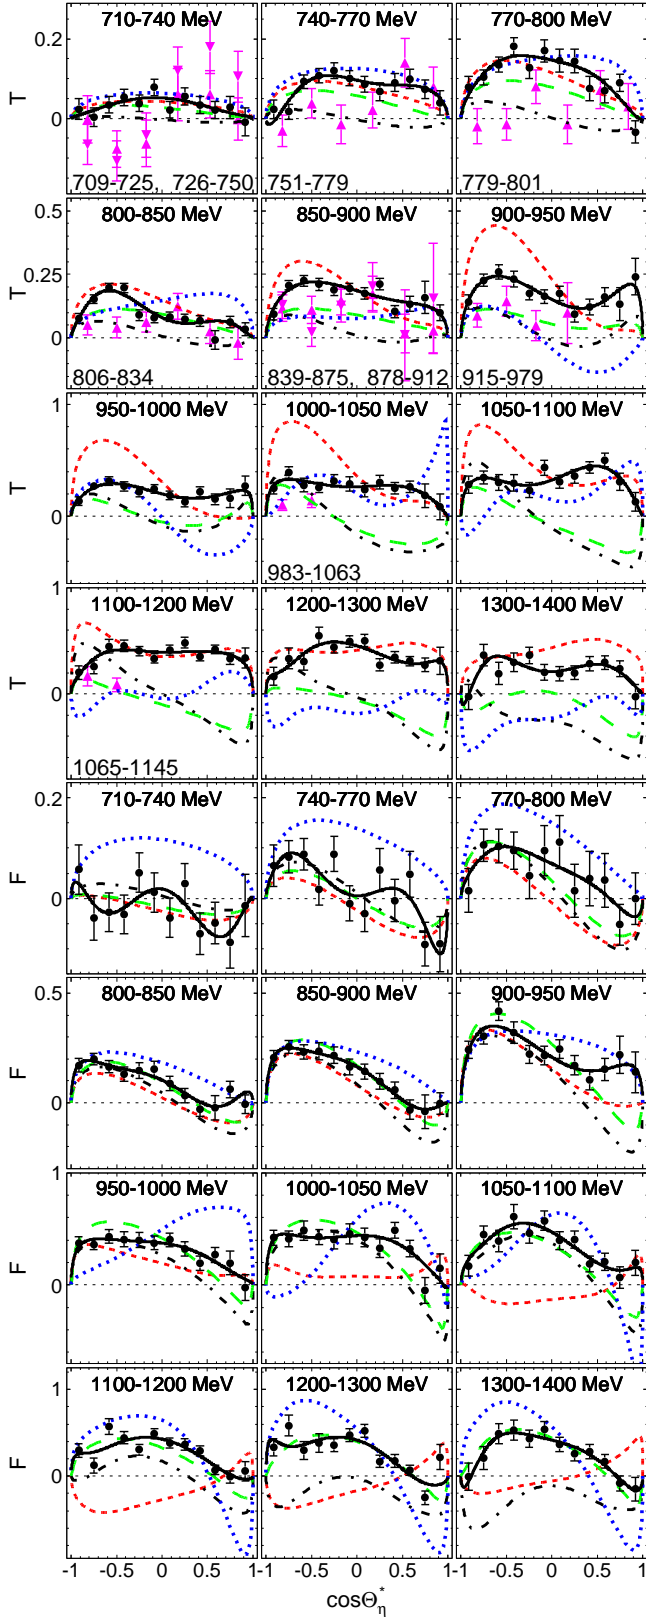 710-740 MeV 740-770 MeV 770-800 MeV
0.2
T
0
709-725, 726-750 751-779 779-801
0.5
800-850 MeV 850-900 MeV 900-950 MeV
T
0.25
0
806-834 839-875, 878-912 915-979
1
950-1000 MeV 1000-1050 MeV 1050-1100 MeV
T
0
983-1063
1
1100-1200 MeV 1200-1300 MeV 1300-1400 MeV
T
0
1065-1145
0.2
710-740 MeV 740-770 MeV 770-800 MeV
F
0
0.5
800-850 MeV 850-900 MeV 900-950 MeV
F
0
1
950-1000 MeV 1000-1050 MeV 1050-1100 MeV
F
0
1100-1200 MeV 1200-1300 MeV 1300-1400 MeV
1
F
0
-1 -0.5 0 0.5 1 -1 -0.5 0 0.5 1 -1 -0.5 0 0.5 1
cosΘ*η